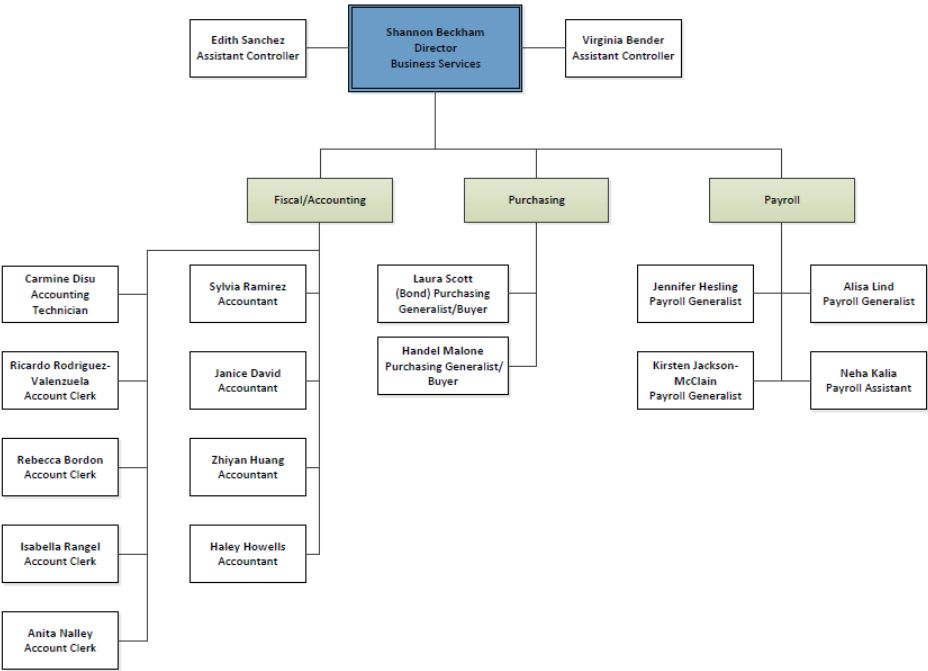 Edith Sanchez
Assistant Controller
Shannon Beckham
Director
Business Services
Virginia Bender
Assistant Controller
Fiscal/Accounting
Purchasing
Payroll
Carmine Disu
Accounting
Technician
Sylvia Ramirez
Accountant
Laura Scott
(Bond) Purchasing
Generalist/Buyer
Jennifer Hesling
Payroll Generalist
Alisa Lind
Payroll Generalist
Ricardo Rodriguez-
Valenzuela
Account Clerk
Janice David
Accountant
Handel Malone
Purchasing Generalist/
Buyer
Kirsten Jackson-
McClain
Payroll Generalist
Neha Kalia
Payroll Assistant
Rebecca Bordon
Account Clerk
Zhiyan Huang
Accountant
Isabella Rangel
Account Clerk
Haley Howells
Accountant
Anita Nalley
Account Clerk